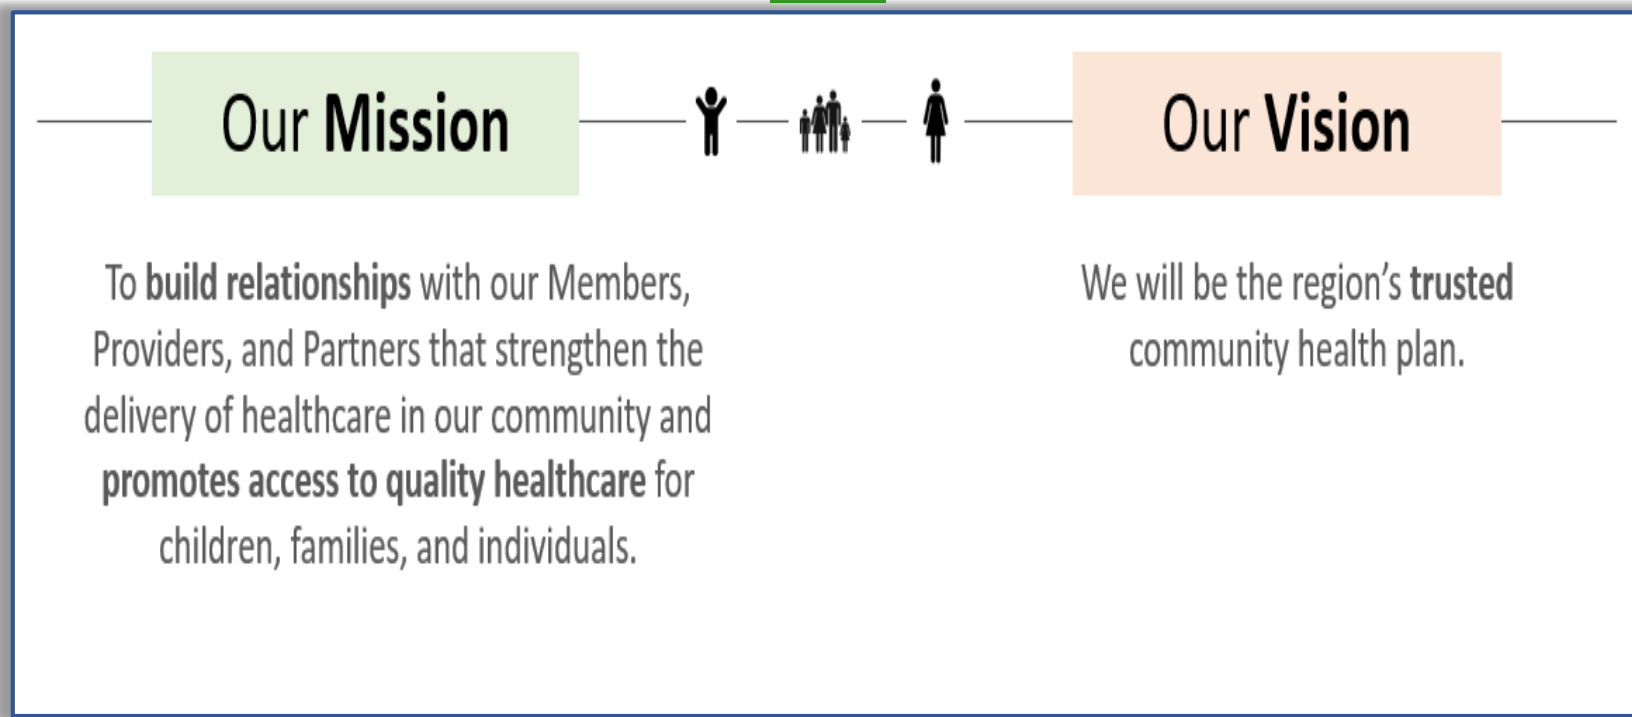 Our Mission
Our Vision
To build relationships with our Members,
Providers, and Partners that strengthen the
delivery of healthcare in our community and
promotes access to quality healthcare for
children, families, and individuals.
We will be the region’s trusted
community health plan.